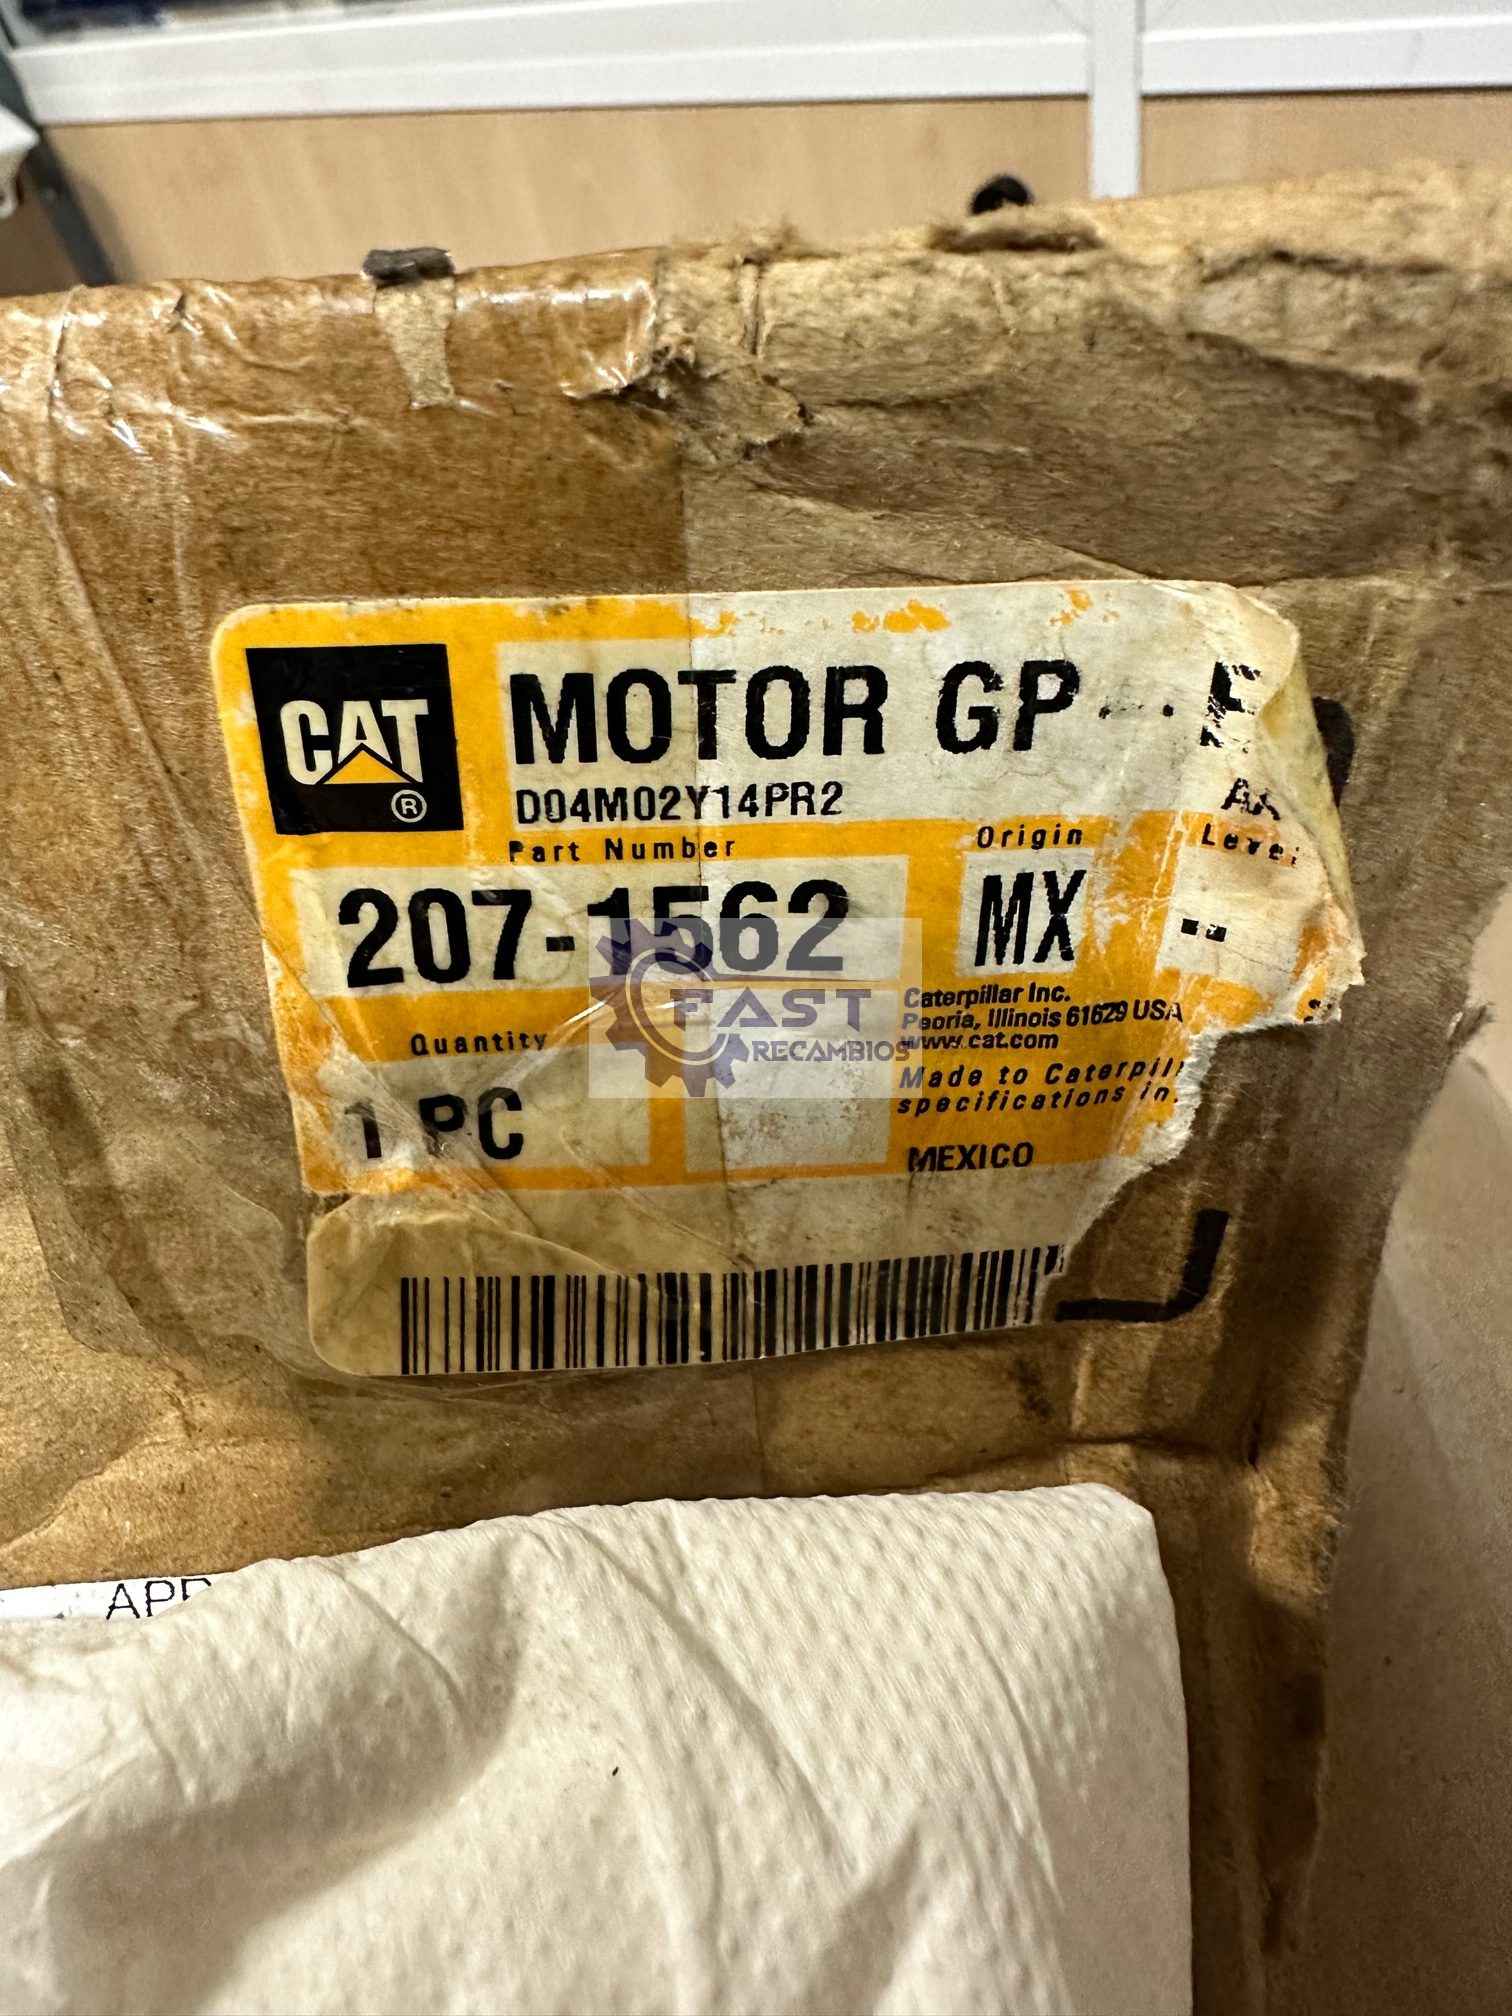 CAT
®
MOTOR GP
D04M02Y14PR2
Part Number
Origin
207-1562
MX
--
Caterpillar Inc.
Peoria, Illinois 61629 USA
www.cat.com
Quantity
Made to Caterpill
specifications in
1 PC
MEXICO
FAST
RECAMBIOS